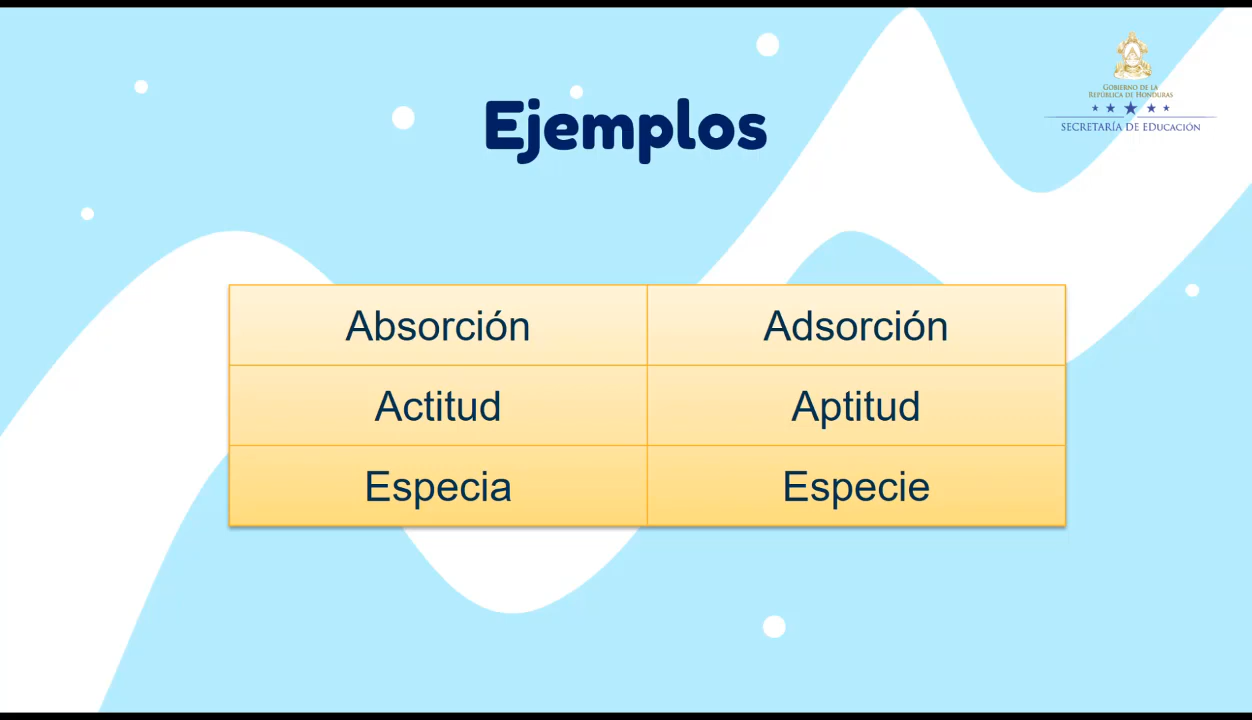 Ejemplos
GOBIERNO DE LA
REPÚBLICA DE HONDURAS
SECRETARÍA DE EDUCACIÓN
Absorción Adsorción
Actitud Aptitud
Especia Especie